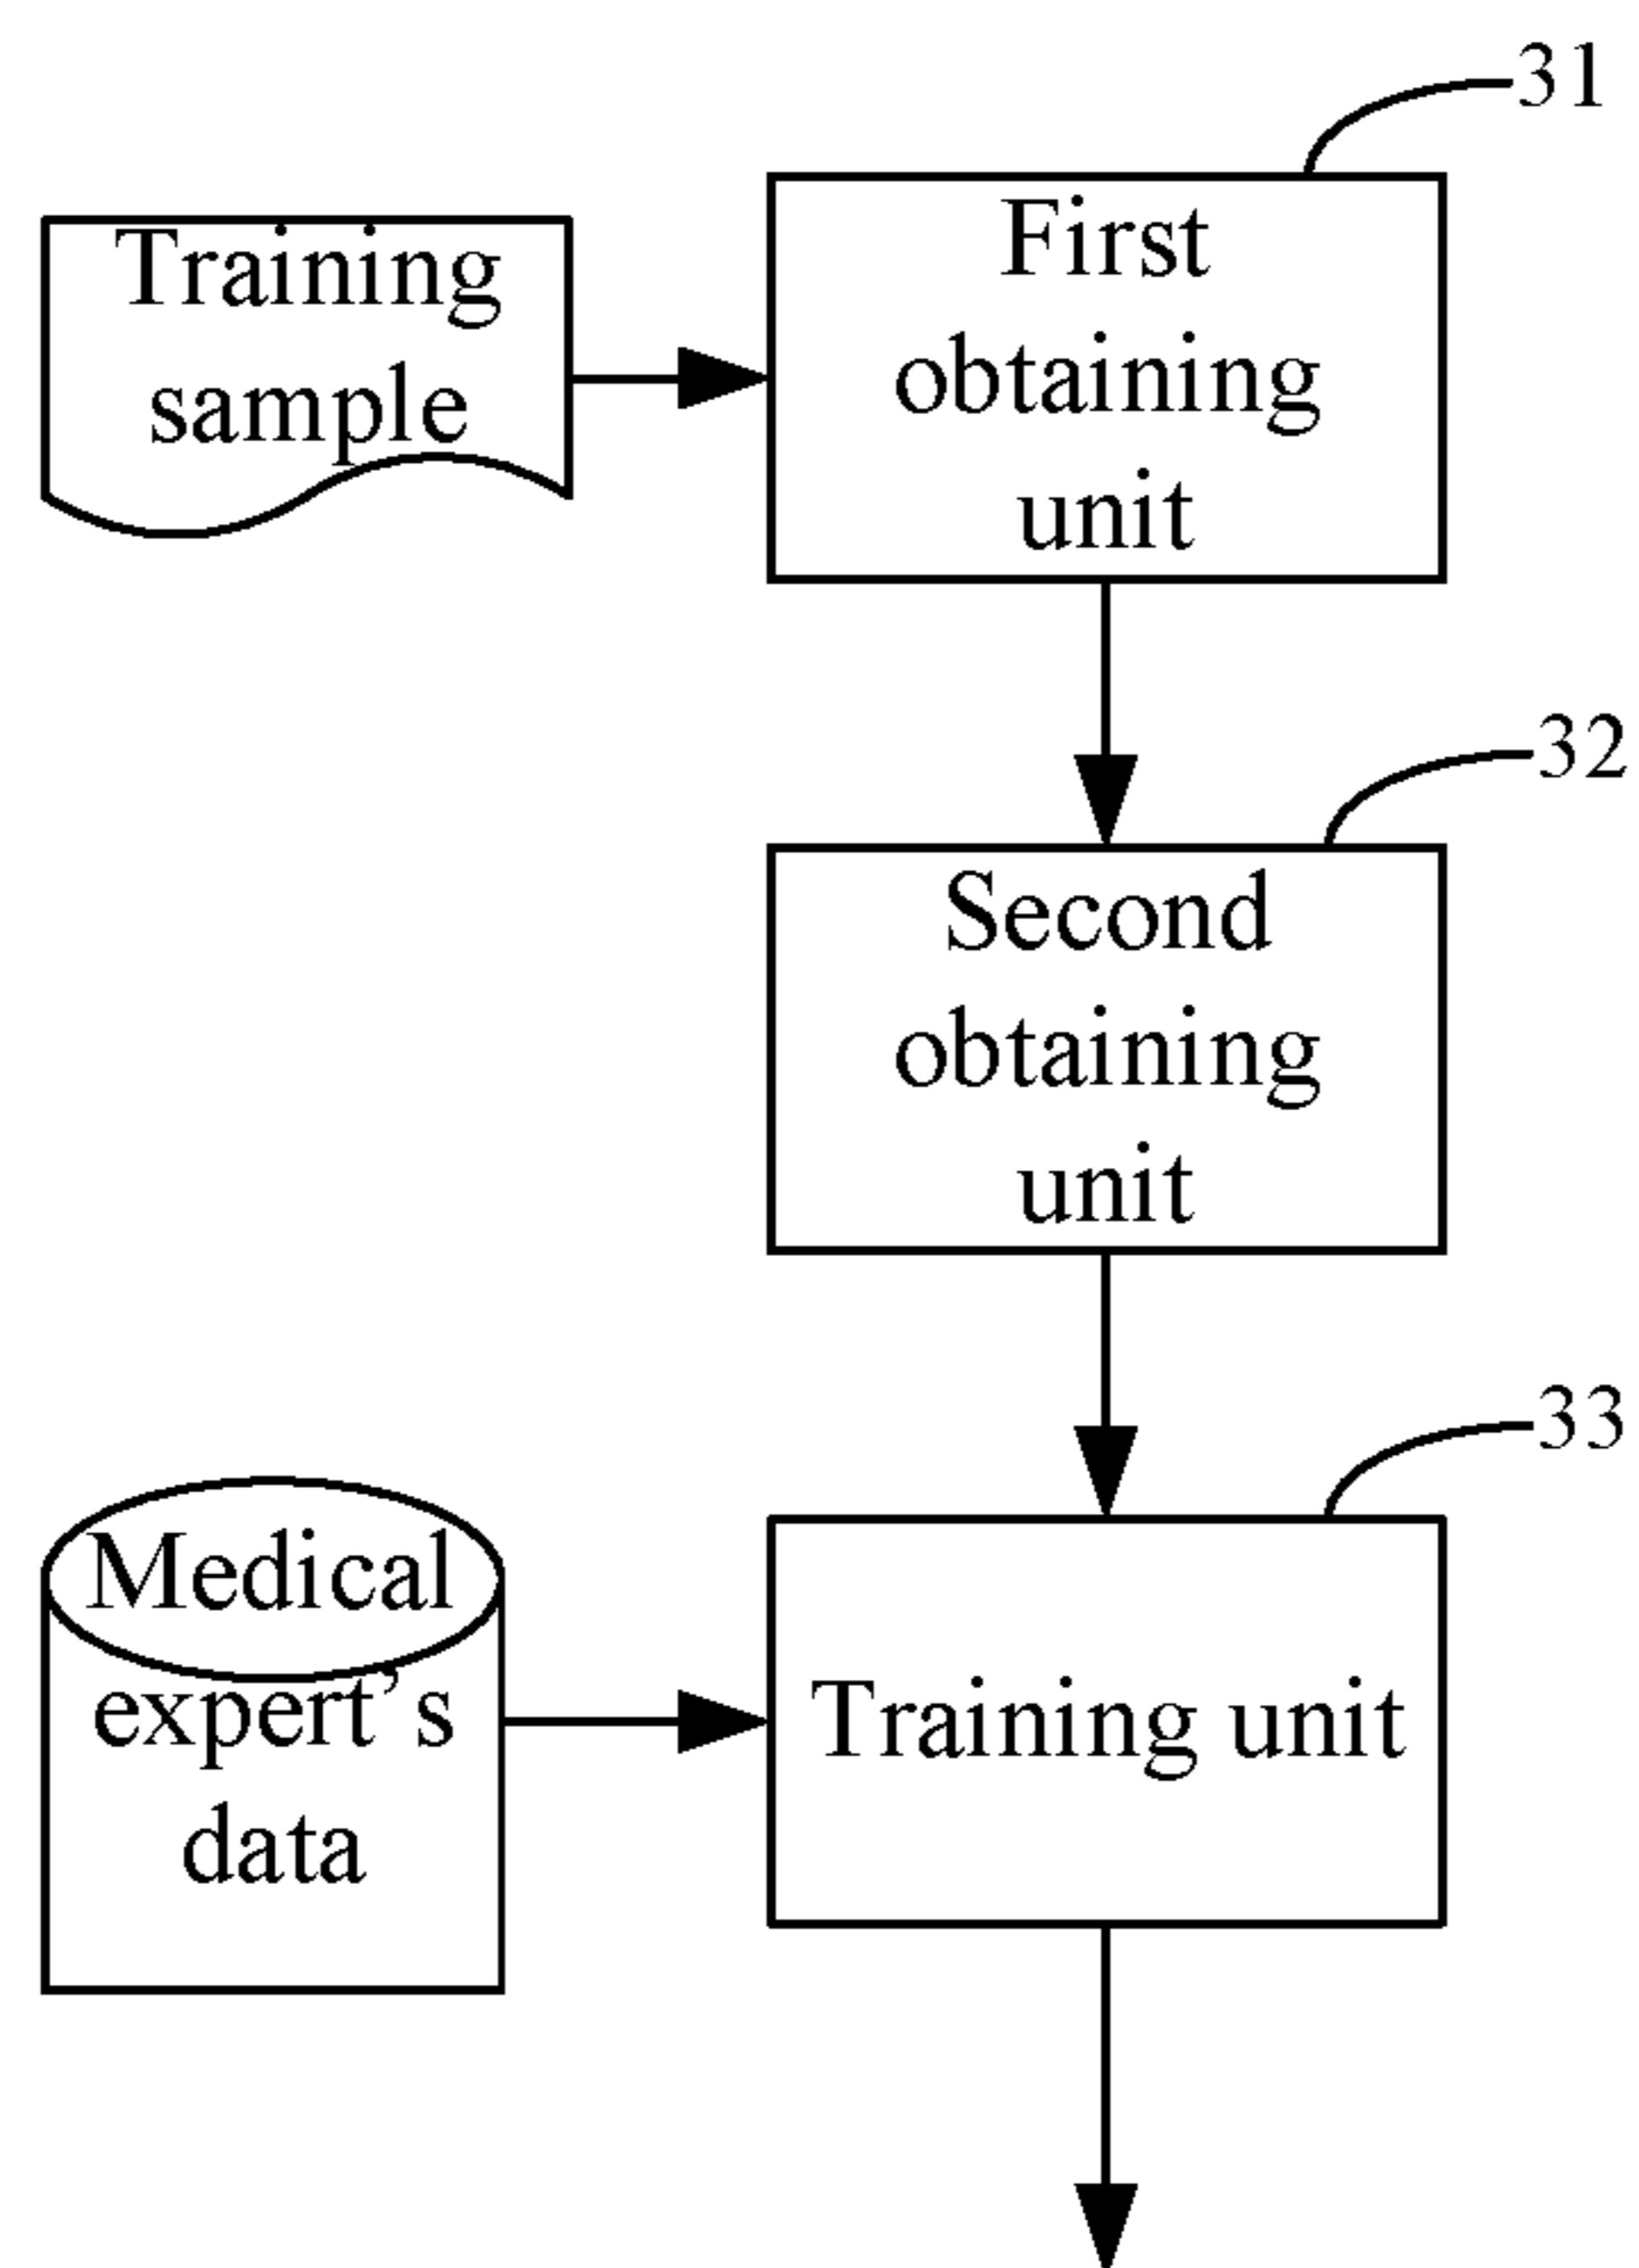 31
Training
sample
First
obtaining
unit
32
Second
obtaining
unit
33
Medical
expert’s
data
Training unit